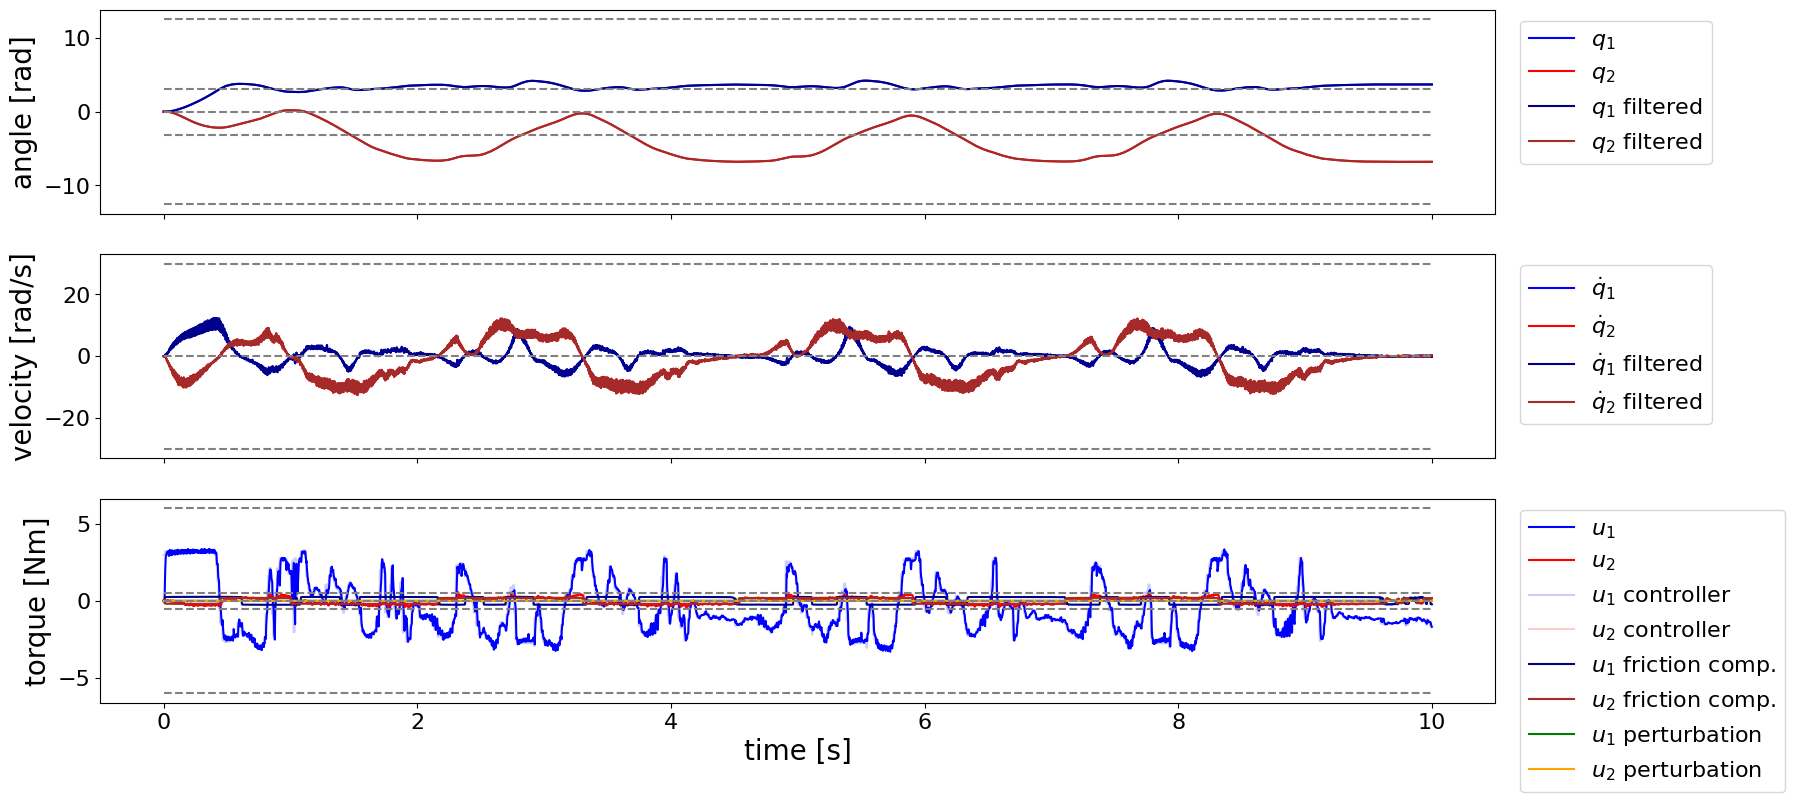 angle [rad]
10
0
−10
q₁
q₂
q₁ filtered
q₂ filtered
velocity [rad/s]
20
0
−20
q̇₁
q̇₂
q̇₁ filtered
q̇₂ filtered
torque [Nm]
5
0
−5
0 2 4 6 8 10
time [s]
u₁
u₂
u₁ controller
u₂ controller
u₁ friction comp.
u₂ friction comp.
u₁ perturbation
u₂ perturbation